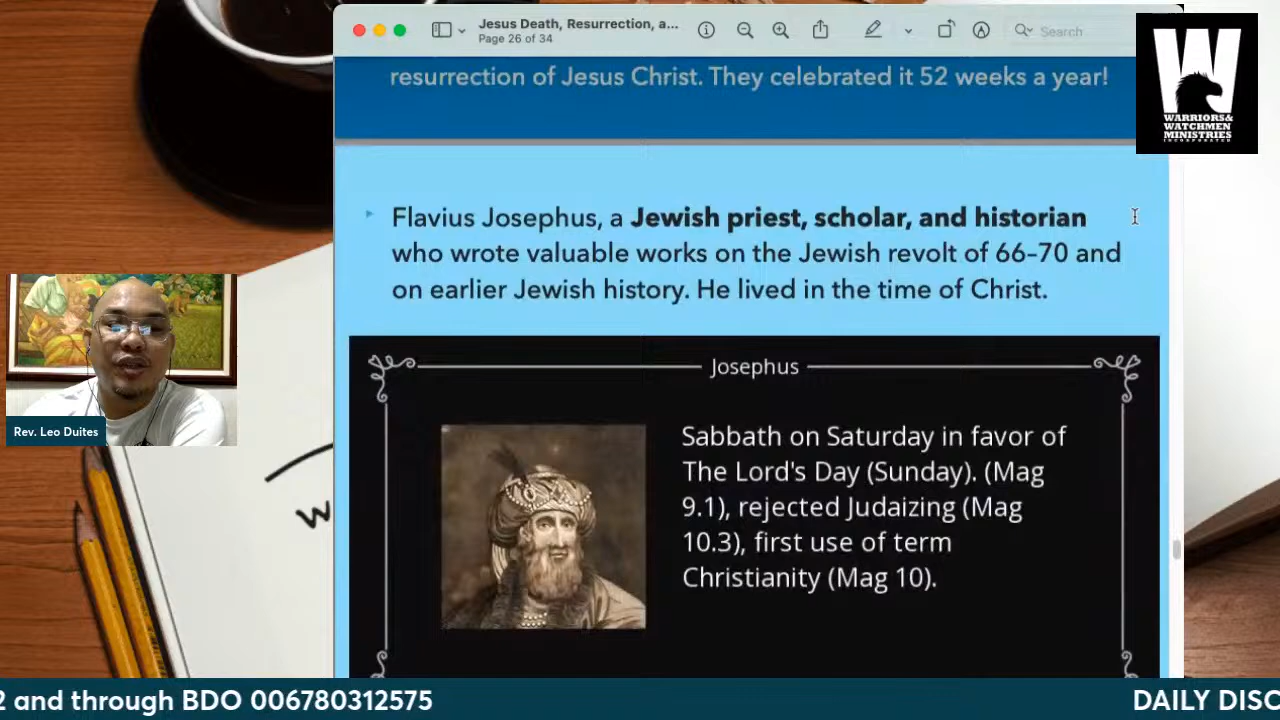 Jesus Death, Resurrection, a...
Page 26 of 34
Search
resurrection of Jesus Christ. They celebrated it 52 weeks a year!
W
WARRIORS&
WATCHMEN
MINISTRIES
INCORPORATED
Flavius Josephus, a Jewish priest, scholar, and historian
who wrote valuable works on the Jewish revolt of 66–70 and
on earlier Jewish history. He lived in the time of Christ.
Josephus
Sabbath on Saturday in favor of
The Lord's Day (Sunday). (Mag
9.1), rejected Judaizing (Mag
10.3), first use of term
Christianity (Mag 10).
Rev. Leo Duites
w
2 and through BDO 006780312575
DAILY DISC